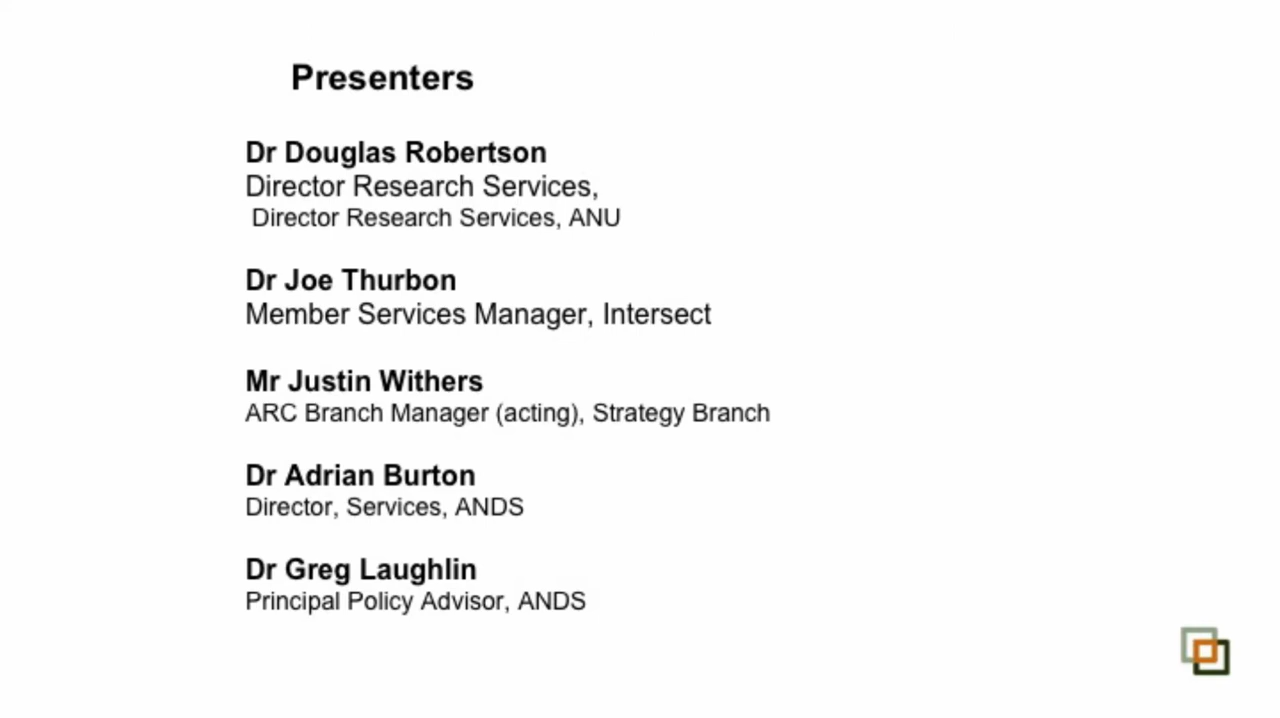 Presenters
Dr Douglas Robertson
Director Research Services,
Director Research Services, ANU
Dr Joe Thurbon
Member Services Manager, Intersect
Mr Justin Withers
ARC Branch Manager (acting), Strategy Branch
Dr Adrian Burton
Director, Services, ANDS
Dr Greg Laughlin
Principal Policy Advisor, ANDS